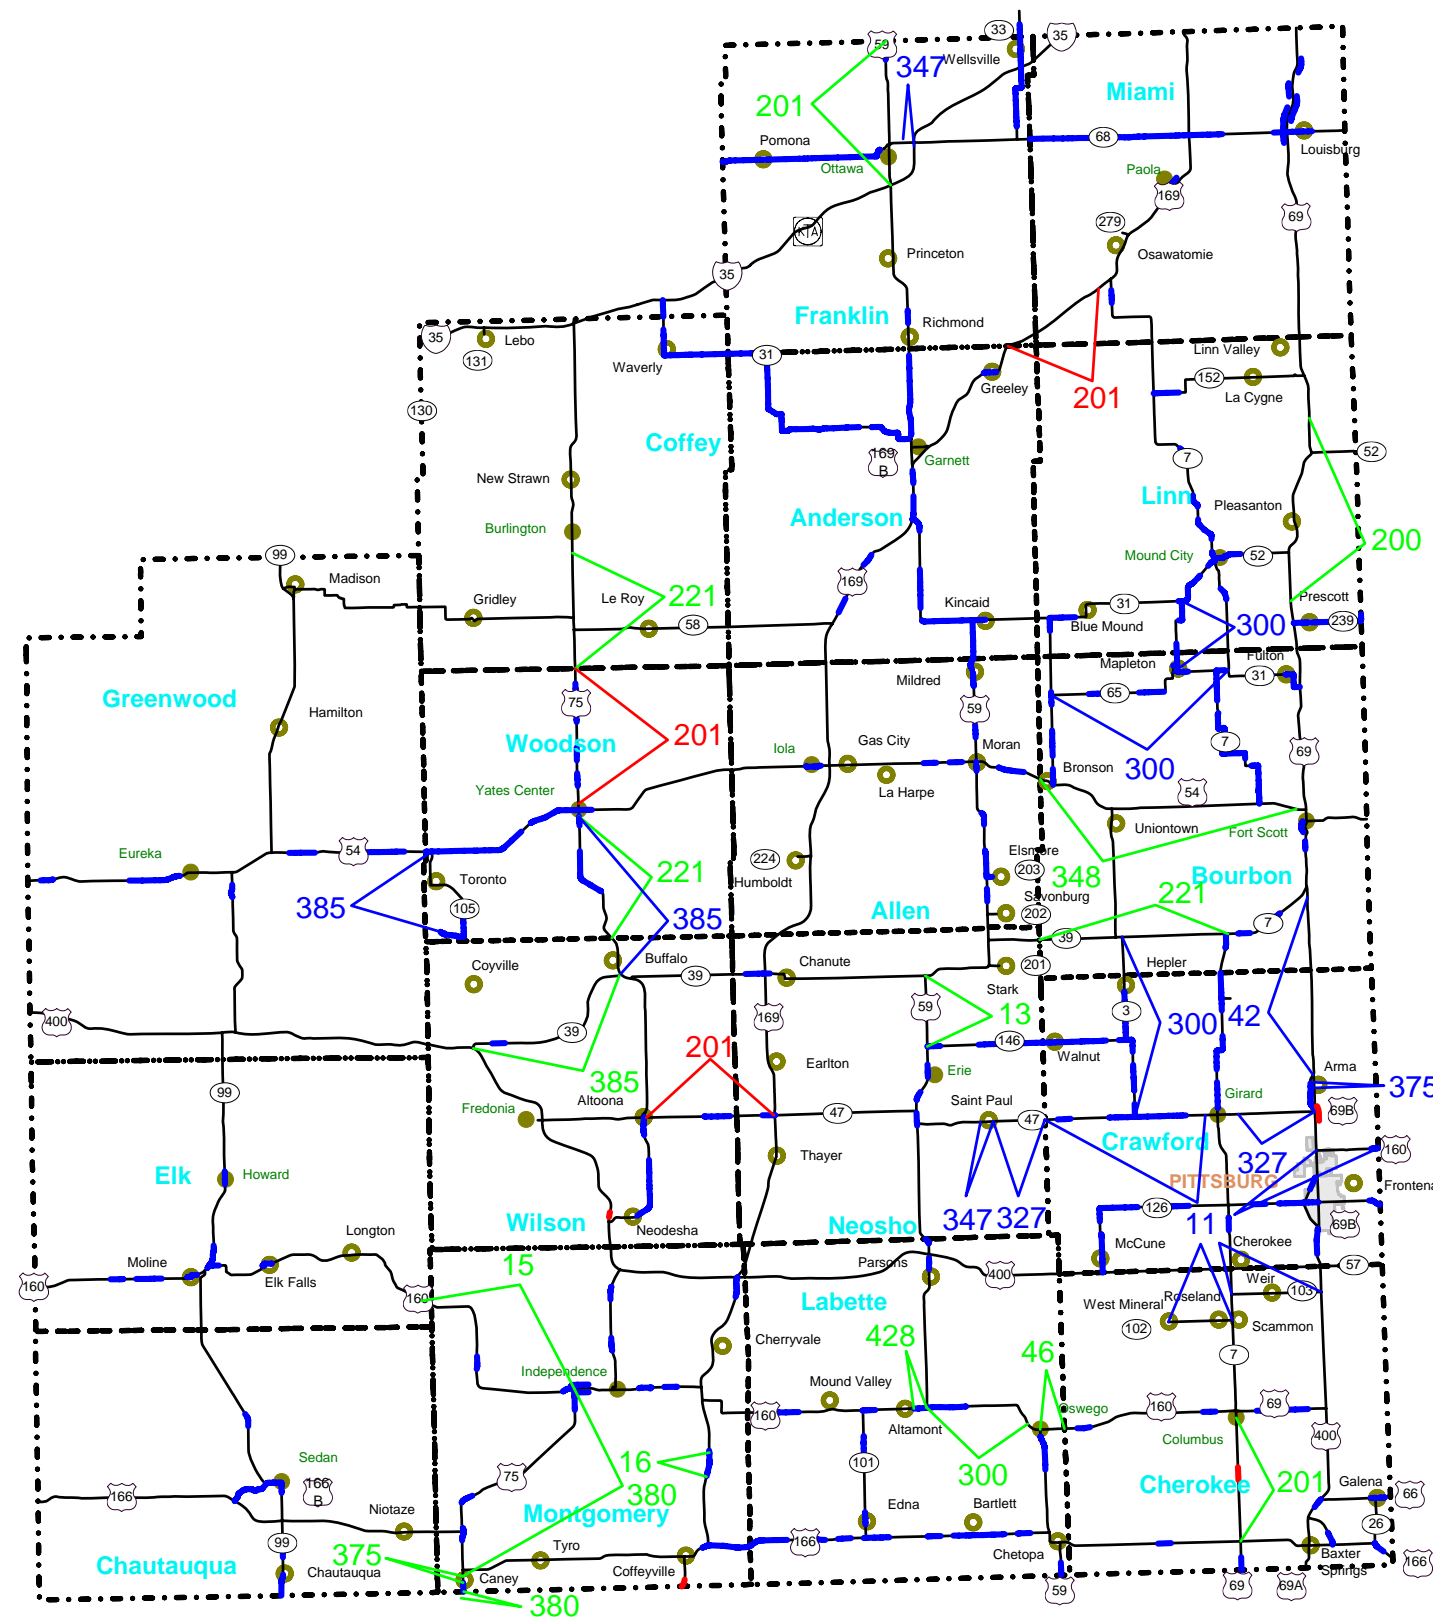 33
35
59
Wellsville
347
201
Miami
Pomona
68
Louisburg
Ottawa
Paola
169
69
KTA
279
Princeton
Osawatomie
35
Franklin
Richmond
35
Lebo
131
Waverly
31
Linn Valley
Greeley
152
La Cygne
201
130
Coffey
169
B
Garnett
7
52
New Strawn
Linn
Pleasanton
Burlington
Anderson
200
99
Mound City
52
Madison
169
Gridley
Le Roy
221
58
Kincaid
31
Blue Mound
Prescott
239
300
Mapleton
Fulton
31
Mildred
65
Greenwood
75
59
Hamilton
Woodson
201
Iola
Gas City
Moran
7
69
300
Bronson
Yates Center
La Harpe
54
Uniontown
Fort Scott
Eureka
54
Toronto
224
Humboldt
Elsmore
203
348
Bourbon
221
221
385
105
385
Allen
Savonburg
202
39
7
Coyville
Buffalo
39
Chanute
201
Stark
Hepler
400
39
169
59
13
3
300
42
146
Walnut
201
Earlton
Erie
385
99
Arma
375
Fredonia
Altoona
47
Saint Paul
47
Girard
69B
Crawford
Thayer
327
160
Elk
Howard
PITTSBURG
Frontena
Wilson
Neodesha
Neosho
347
327
126
11
69B
Longton
McCune
Cherokee
57
Moline
Elk Falls
15
Parsons
400
Weir
160
160
Labette
West Mineral
Roseland
103
102
Scammon
428
46
Cherryvale
7
Independence
Mound Valley
160
Altamont
Oswego
160
69
Columbus
400
Sedan
16
101
300
166
166
B
75
380
Cherokee
201
Galena
66
Niotaze
Montgomery
Edna
Bartlett
26
99
166
375
Tyro
Chetopa
Chautauqua
Chautauqua
Caney
Coffeyville
Baxter
Springs
166
380
59
69
69A